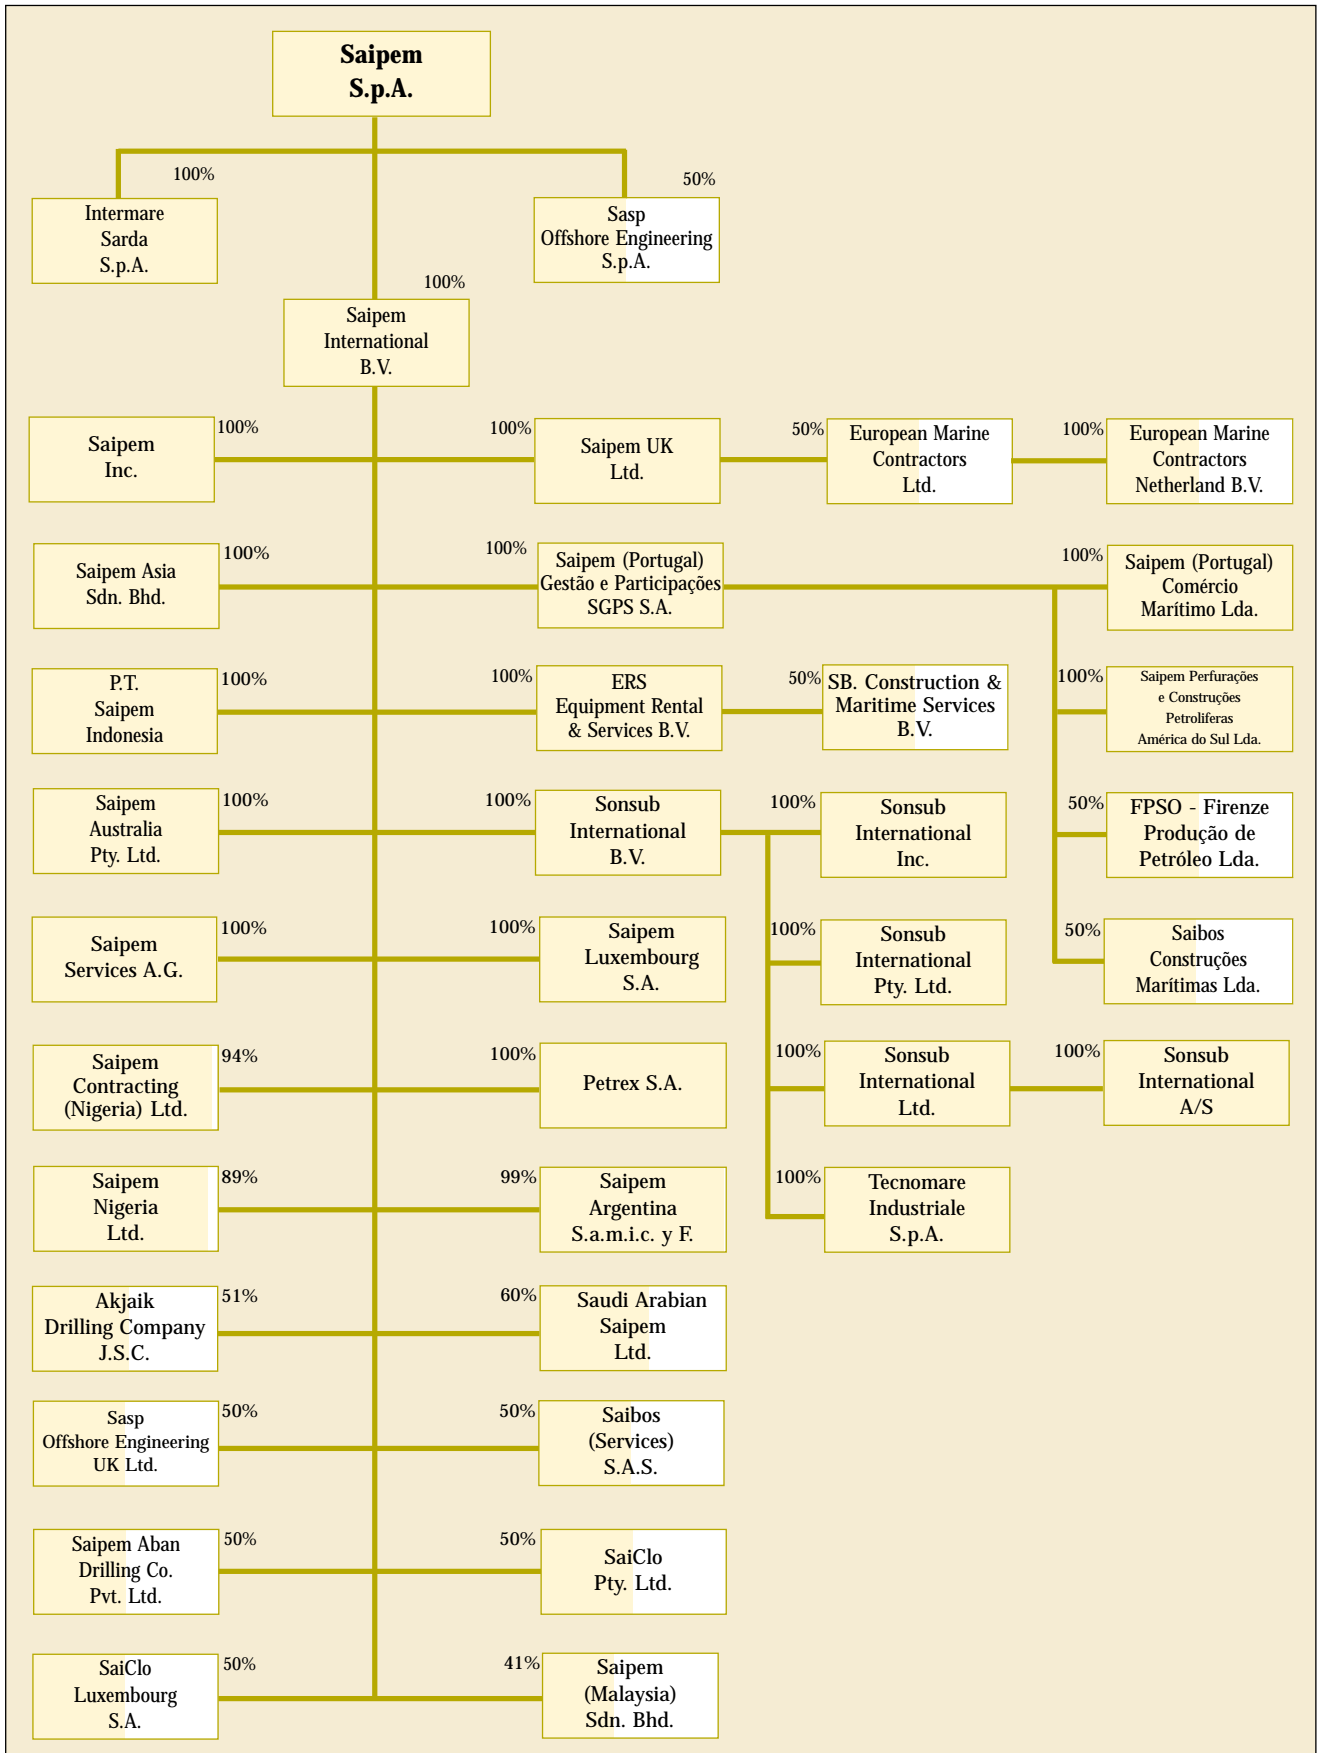 Saipem
S.p.A.
100%
50%
Intermare
Sarda
S.p.A.
Sasp
Offshore Engineering
S.p.A.
100%
Saipem
International
B.V.
100%
Saipem
Inc.
100%
Saipem UK
Ltd.
50%
European Marine
Contractors
Ltd.
100%
European Marine
Contractors
Netherland B.V.
100%
Saipem Asia
Sdn. Bhd.
100%
Saipem (Portugal)
Gestão e Participações
SGPS S.A.
100%
Saipem (Portugal)
Comércio
Marítimo Lda.
100%
P.T.
Saipem
Indonesia
100%
ERS
Equipment Rental
& Services B.V.
50%
SB. Construction &
Maritime Services
B.V.
100%
Saipem Perfurações
e Construções
Petroliferas
América do Sul Lda.
100%
Saipem
Australia
Pty. Ltd.
100%
Sonsub
International
B.V.
100%
Sonsub
International
Inc.
50%
FPSO - Firenze
Produção de
Petróleo Lda.
100%
Saipem
Services A.G.
100%
Saipem
Luxembourg
S.A.
100%
Sonsub
International
Pty. Ltd.
50%
Saibos
Construções
Marítimas Lda.
94%
Saipem
Contracting
(Nigeria) Ltd.
100%
Petrex S.A.
100%
Sonsub
International
Ltd.
100%
Sonsub
International
A/S
89%
Saipem
Nigeria
Ltd.
99%
Saipem
Argentina
S.a.m.i.c. y F.
100%
Tecnomare
Industriale
S.p.A.
51%
Akjaik
Drilling Company
J.S.C.
60%
Saudi Arabian
Saipem
Ltd.
50%
Sasp
Offshore Engineering
UK Ltd.
50%
Saibos
(Services)
S.A.S.
50%
Saipem Aban
Drilling Co.
Pvt. Ltd.
50%
SaiClo
Pty. Ltd.
50%
SaiClo
Luxembourg
S.A.
41%
Saipem
(Malaysia)
Sdn. Bhd.